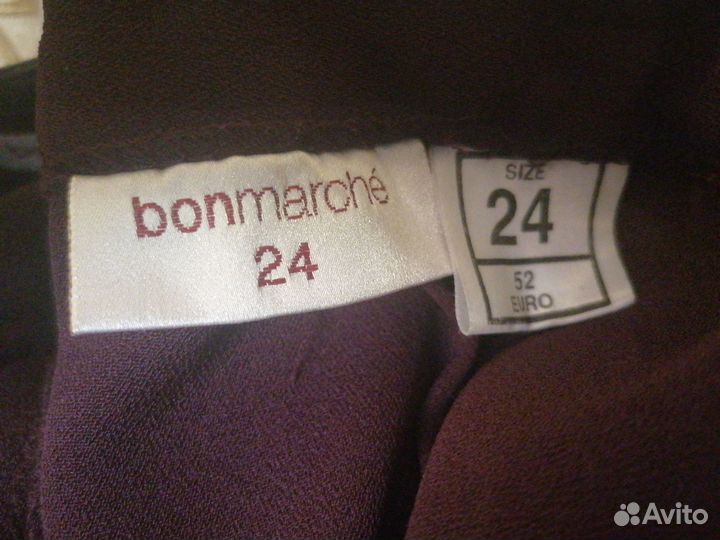 bonmarché
24
SIZE
24
52
EURO
Avito